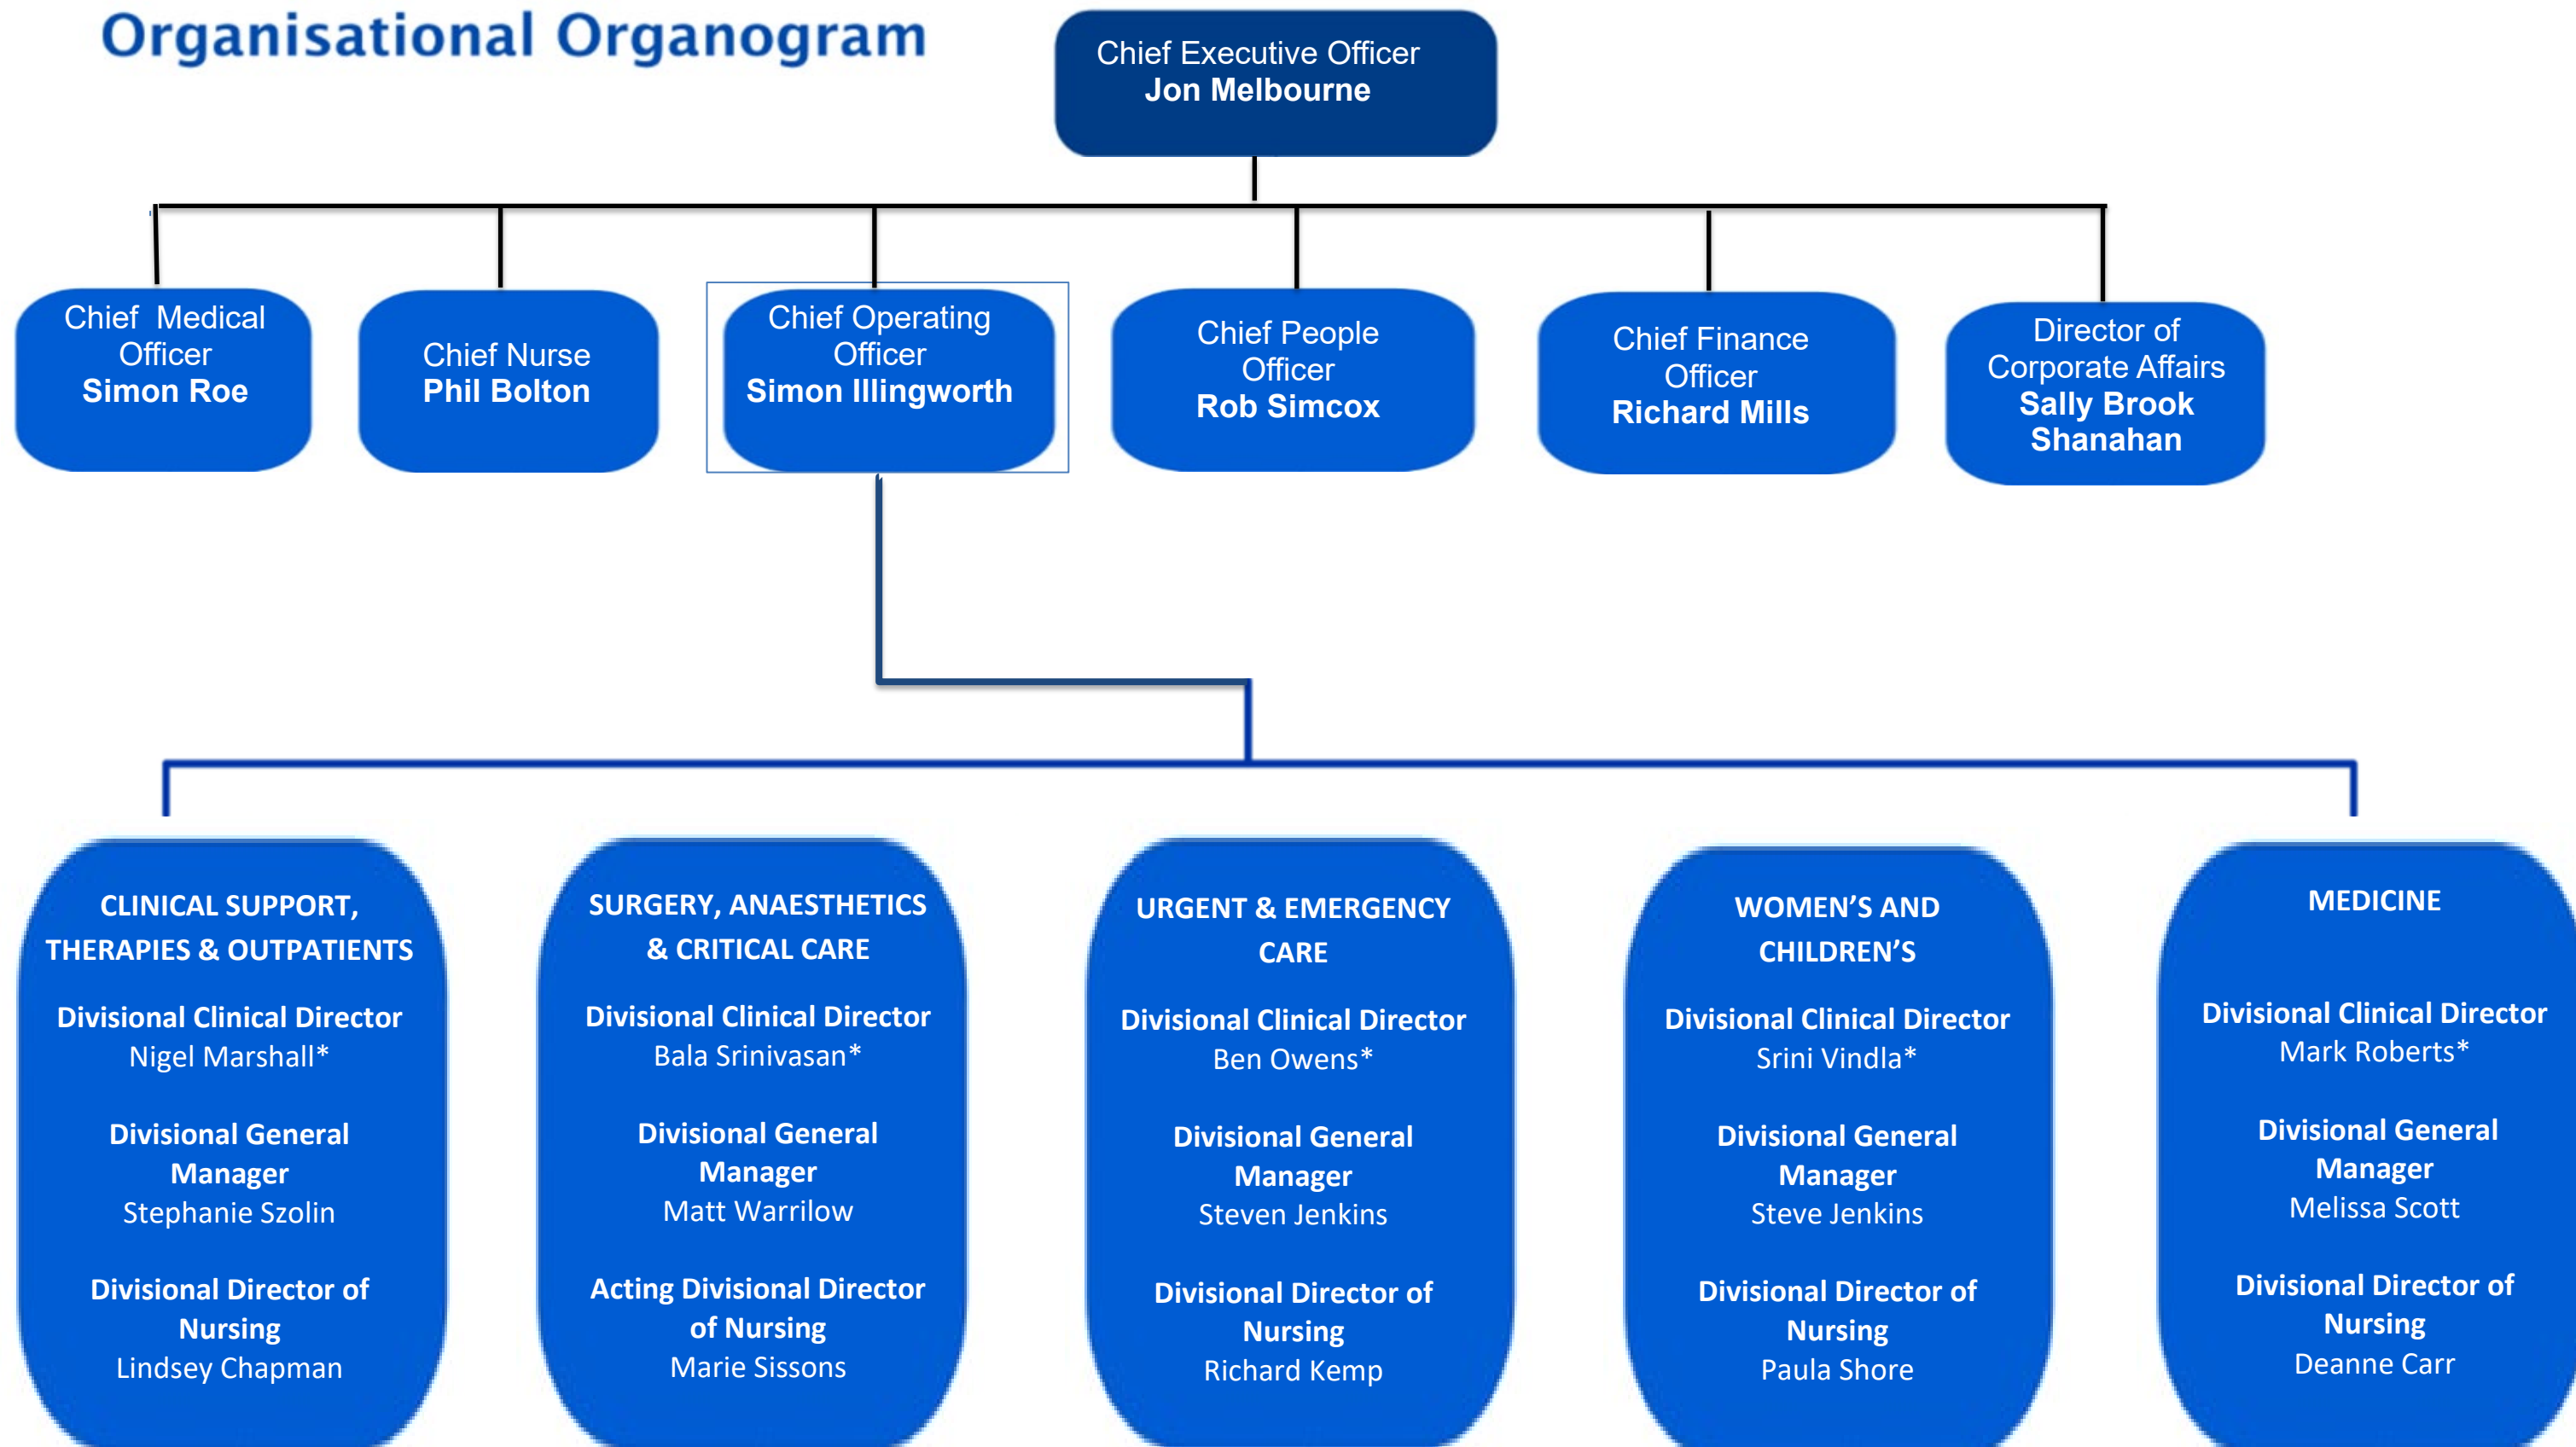 Organisational Organogram
Chief Executive Officer
Jon Melbourne
Chief  Medical
Officer
Simon Roe
Chief Nurse
Phil Bolton
Chief Operating
Officer
Simon Illingworth
Chief People
Officer
Rob Simcox
Chief Finance
Officer
Richard Mills
Director of
Corporate Affairs
Sally Brook
Shanahan
CLINICAL SUPPORT,
THERAPIES & OUTPATIENTS
Divisional Clinical Director
Nigel Marshall*
Divisional General
Manager
Stephanie Szolin
Divisional Director of
Nursing
Lindsey Chapman
SURGERY, ANAESTHETICS
& CRITICAL CARE
Divisional Clinical Director
Bala Srinivasan*
Divisional General
Manager
Matt Warrilow
Acting Divisional Director
of Nursing
Marie Sissons
URGENT & EMERGENCY
CARE
Divisional Clinical Director
Ben Owens*
Divisional General
Manager
Steven Jenkins
Divisional Director of
Nursing
Richard Kemp
WOMEN’S AND
CHILDREN’S
Divisional Clinical Director
Srini Vindla*
Divisional General
Manager
Steve Jenkins
Divisional Director of
Nursing
Paula Shore
MEDICINE
Divisional Clinical Director
Mark Roberts*
Divisional General
Manager
Melissa Scott
Divisional Director of
Nursing
Deanne Carr